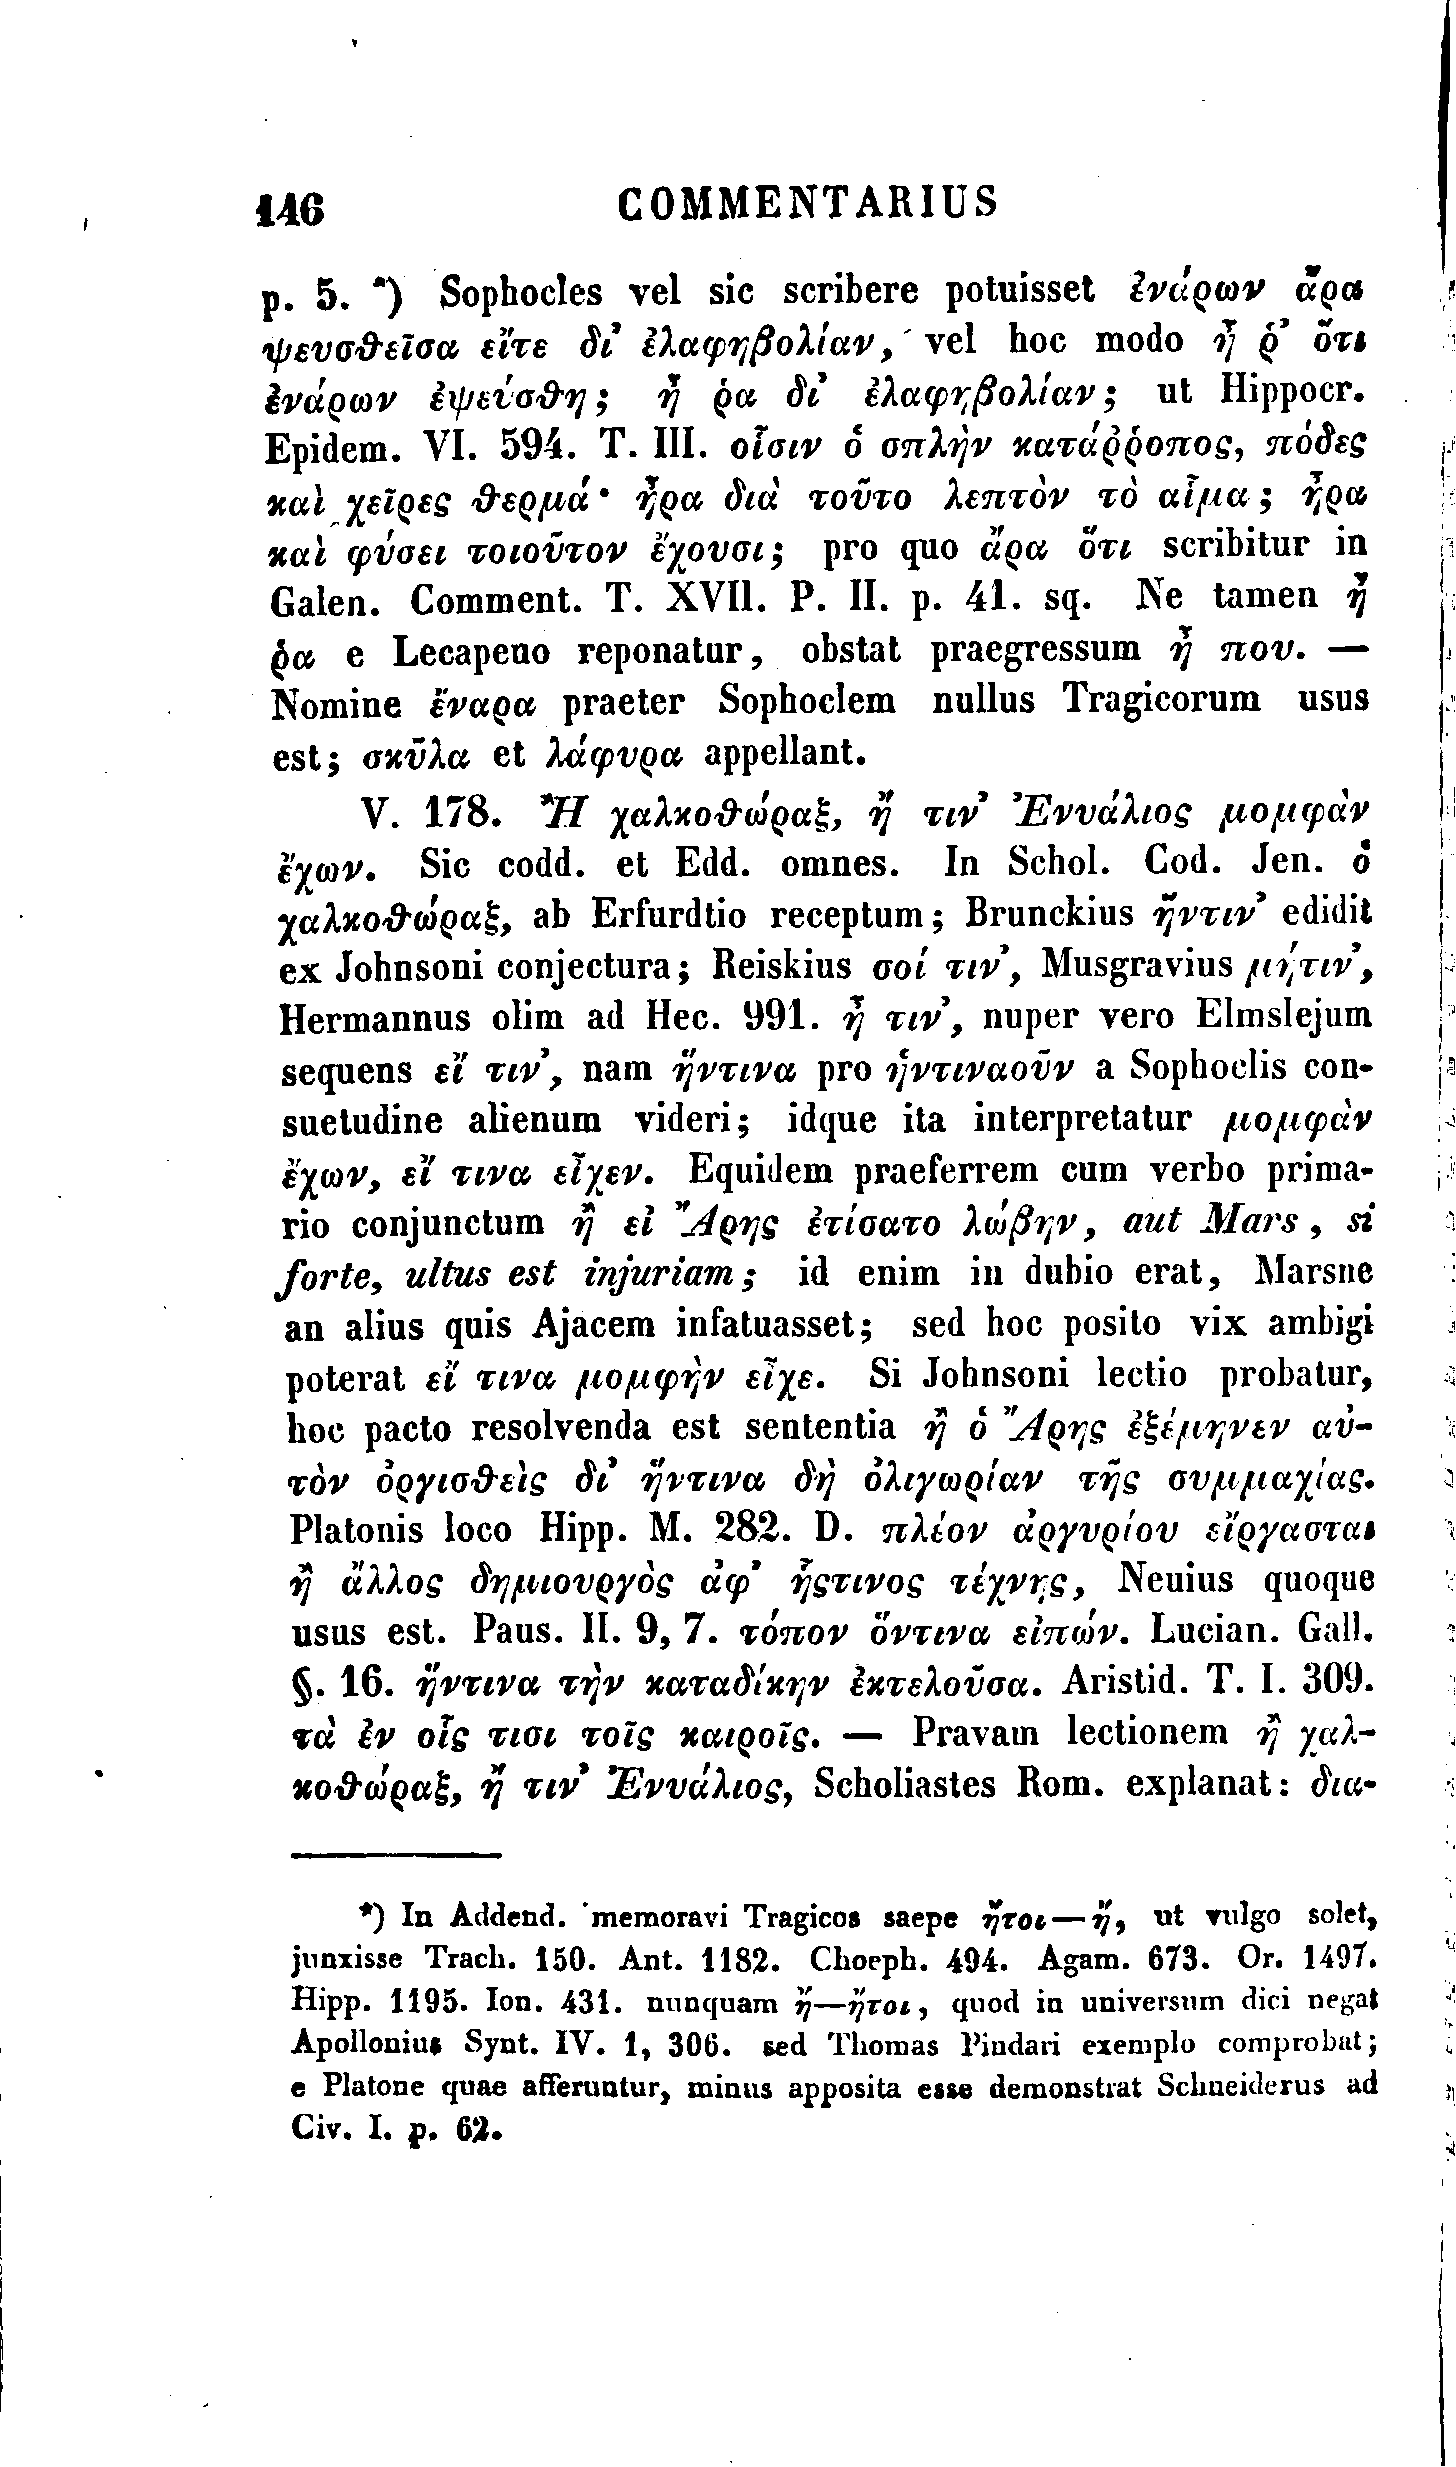 146 COMMENTARIUS
p. 5. *) Sophocles vel sic scribere potuisset ἐνάρων ἄρα
ψευσθεῖσα εἴτε δι’ ἐλαφηβολίαν, vel hoc modo ἦ ῥ’ ὅτι
ἐνάρων ἐψεύσθη; ἦ ῥα δι’ ἐλαφηβολίαν; ut Hippocr.
Epidem. VI. 594. T. III. οἷσιν ὁ σπλὴν κατάῤῥοπος, πόδες
καὶ χεῖρες θερμά· ἦρα διὰ τοῦτο λεπτὸν τὸ αἷμα; ἦρα
καὶ φύσει τοιοῦτον ἔχουσι; pro quo ἄρα ὅτι scribitur in
Galen. Comment. T. XVII. P. II. p. 41. sq. Ne tamen ἦ
ῥα e Lecapeno reponatur, obstat praegressum ἦ που. —
Nomine ἔναρα praeter Sophoclem nullus Tragicorum usus
est; σκῦλα et λάφυρα appellant.
V. 178. Ἢ χαλκοθώραξ, ἤ τιν’ Ἐννάλιος μομφὰν
ἔχων. Sic codd. et Edd. omnes. In Schol. Cod. Jen. ὁ
χαλκοθώραξ, ab Erfurdtio receptum; Brunckius ἥντιν’ edidit
ex Johnsoni conjectura; Reiskius σοί τιν’, Musgravius μήτιν’,
Hermannus olim ad Hec. 991. ἦ τιν’, nuper vero Elmslejum
sequens εἴ τιν’, nam ἥντινα pro ἡντιναοῦν a Sophoclis con-
suetudine alienum videri; idque ita interpretatur μομφὰν
ἔχων, εἴ τινα εἶχεν. Equidem praeferrem cum verbo prima-
rio conjunctum ἢ εἰ Ἄρης ἐτίσατο λώβην, aut Mars, si
forte, ultus est injuriam; id enim in dubio erat, Marsne
an alius quis Ajacem infatuasset; sed hoc posito vix ambigi
poterat εἴ τινα μομφὴν εἶχε. Si Johnsoni lectio probatur,
hoc pacto resolvenda est sententia ἢ ὁ Ἄρης ἐξέμηνεν αὐ-
τὸν ὀργισθεὶς δι’ ἥντινα δὴ ὀλιγωρίαν τῆς συμμαχίας.
Platonis loco Hipp. M. 282. D. πλέον ἀργυρίου εἴργασται
ἢ ἄλλος δημιουργὸς ἀφ’ ἧςτινος τέχνης, Neuius quoque
usus est. Paus. II. 9, 7. τόπον ὅντινα εἰπών. Lucian. Gall.
§. 16. ἥντινα τὴν καταδίκην ἐκτελοῦσα. Aristid. T. I. 309.
τὰ ἐν οἷς τισι τοῖς καιροῖς. — Pravam lectionem ἢ χαλ-
κοθώραξ, ἤ τιν’ Ἐννάλιος, Scholiastes Rom. explanat: δια-
*) In Addend. memoravi Tragicos saepe ἤτοι—ἤ, ut vulgo solet,
junxisse Trach. 150. Ant. 1182. Choeph. 494. Agam. 673. Or. 1497.
Hipp. 1195. Ion. 431. nunquam ἤ—ἤτοι, quod in universum dici negat
Apollonius Synt. IV. 1, 306. sed Thomas Pindari exemplo comprobat;
e Platone quae afferuntur, minus apposita esse demonstrat Schneiderus ad
Civ. I. p. 62.